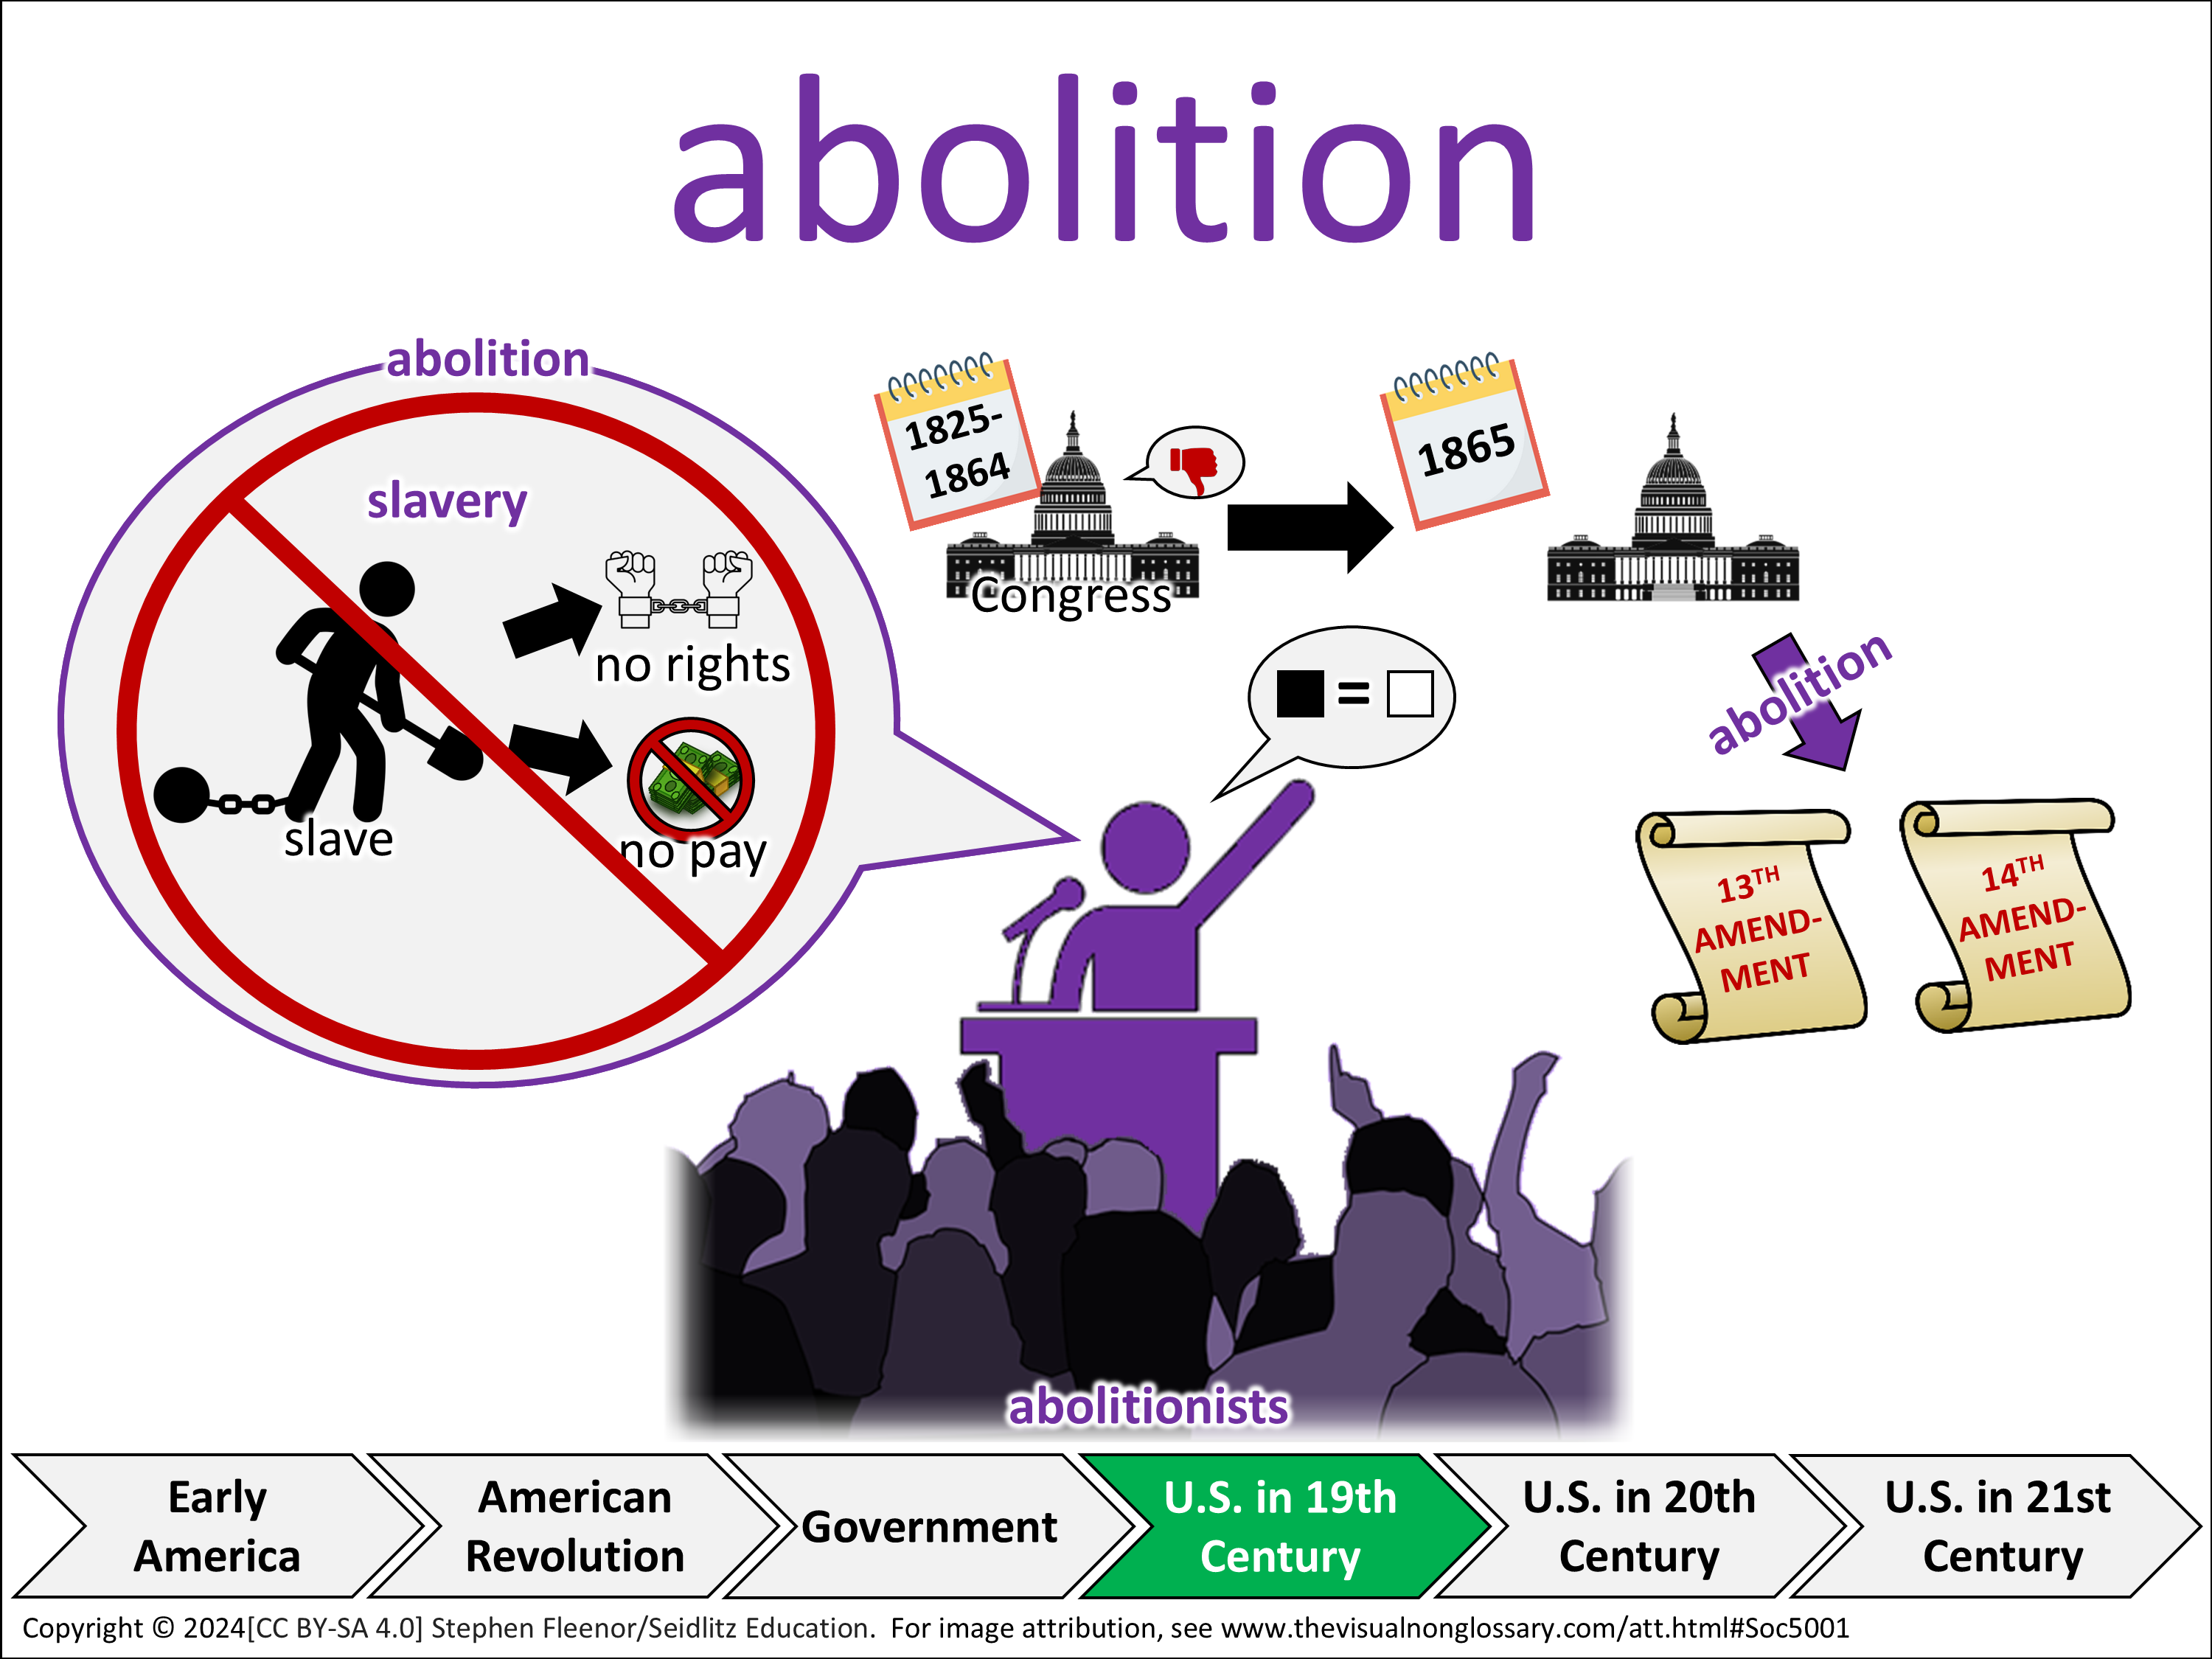 abolition
abolition
slavery
no rights
slave
no pay
1825-
1864
Congress
1865
■ = □
abolition
13TH
AMEND-
MENT
14TH
AMEND-
MENT
abolitionists
Early
America
American
Revolution
Government
U.S. in 19th
Century
U.S. in 20th
Century
U.S. in 21st
Century
Copyright © 2024[CC BY-SA 4.0] Stephen Fleenor/Seidlitz Education.  For image attribution, see www.thevisualnonglossary.com/att.html#Soc5001